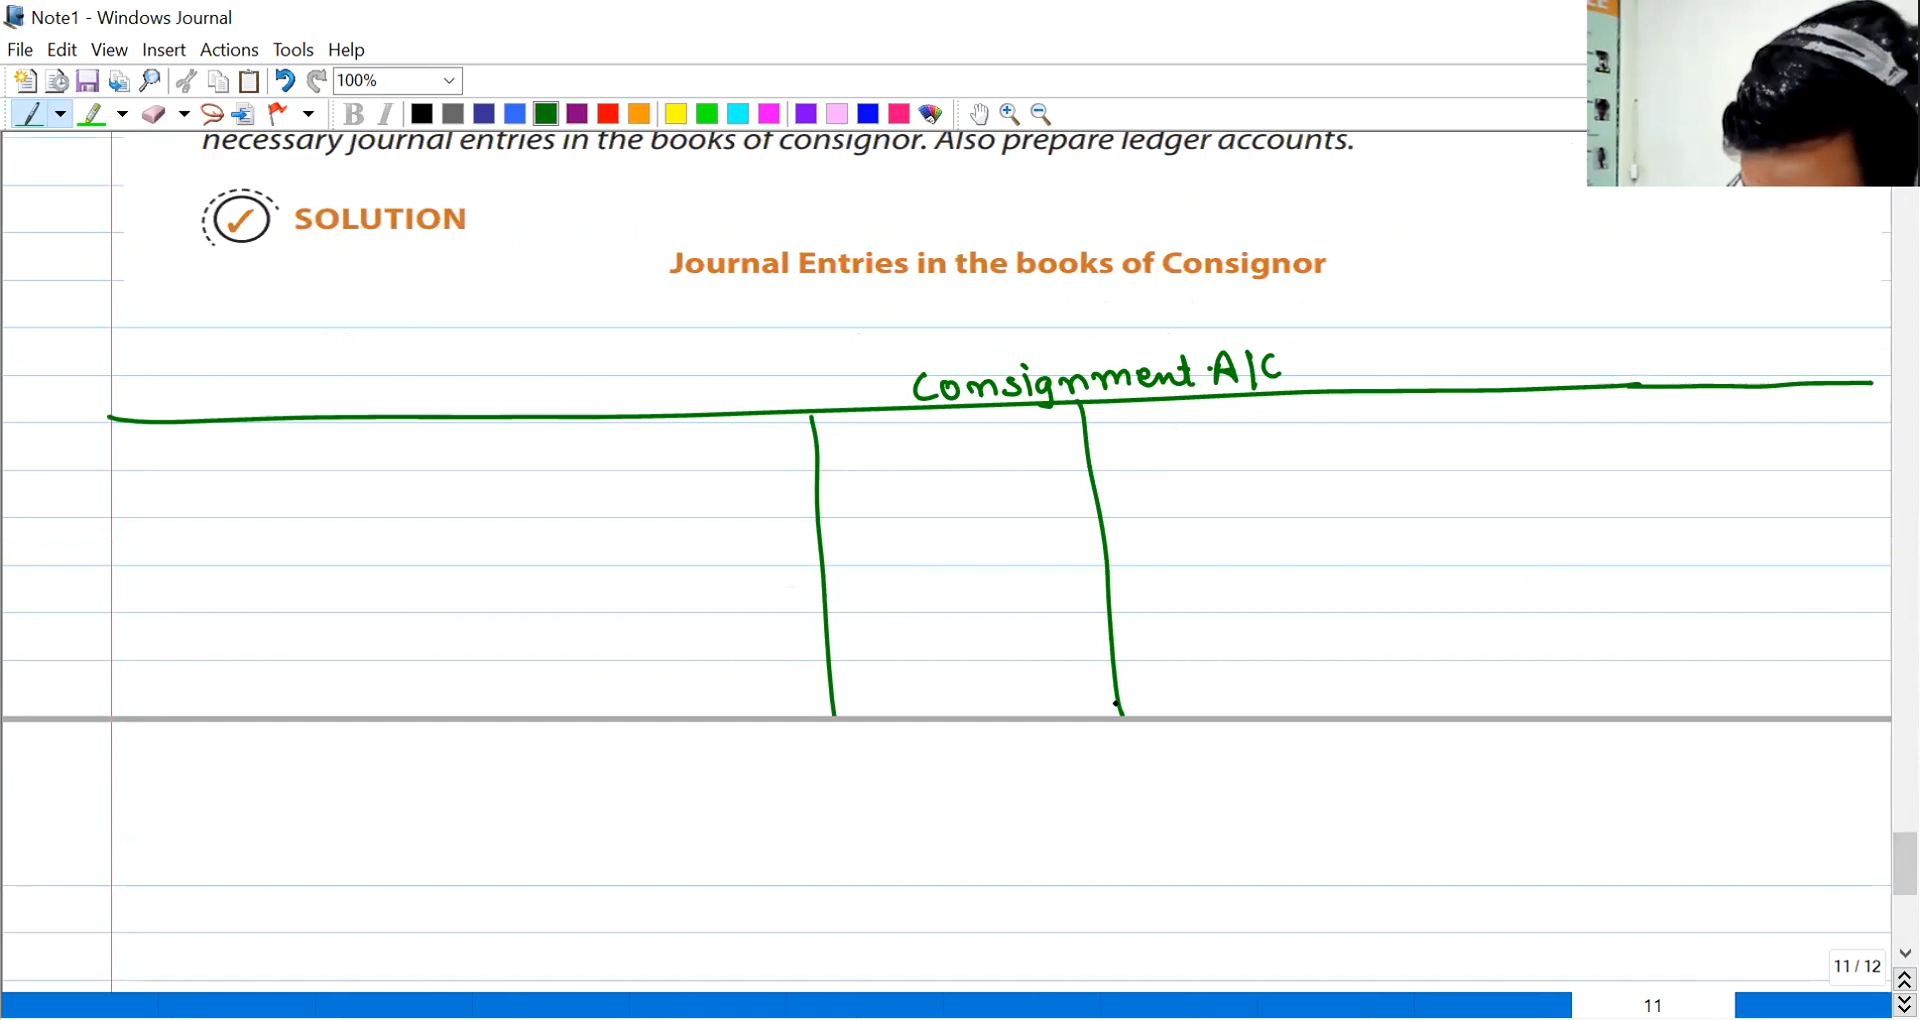 Note1 - Windows Journal
File Edit View Insert Actions Tools Help
100%
B I
necessary journal entries in the books of consignor. Also prepare ledger accounts.
SOLUTION
Journal Entries in the books of Consignor
Consignment A/C
11 / 12
11